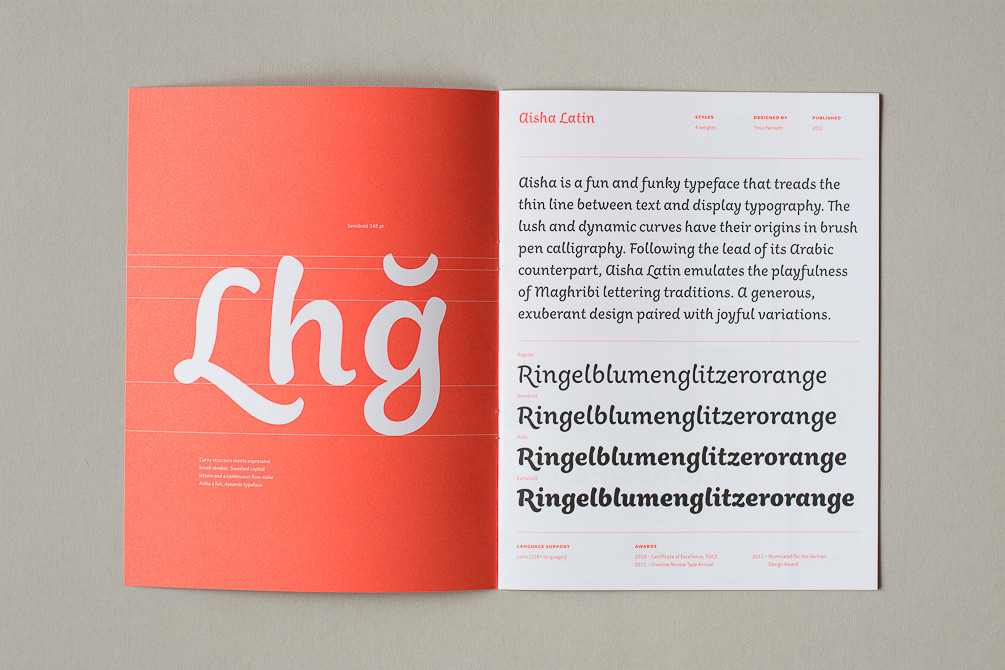 Semibold 348 pt
Lhğ
Curvy structure meets expressive
brush strokes. Swashed capital
letters and a continuous flow make
Aisha a fun, dynamic typeface.
Aisha Latin
STYLES
4 weights
DESIGNED BY
Titus Nemeth
PUBLISHED
2011
Aisha is a fun and funky typeface that treads the
thin line between text and display typography. The
lush and dynamic curves have their origins in brush
pen calligraphy. Following the lead of its Arabic
counterpart, Aisha Latin emulates the playfulness
of Maghribi lettering traditions. A generous,
exuberant design paired with joyful variations.
Regular
Ringelblumenglitzerorange
Semibold
Ringelblumenglitzerorange
Bold
Ringelblumenglitzerorange
Extrabold
Ringelblumenglitzerorange
LANGUAGE SUPPORT
Latin (128+ languages)
AWARDS
2010 – Certificate of Excellence, TDC2
2011 – Creative Review Type Annual
2011 – Nominated for the German
Design Award